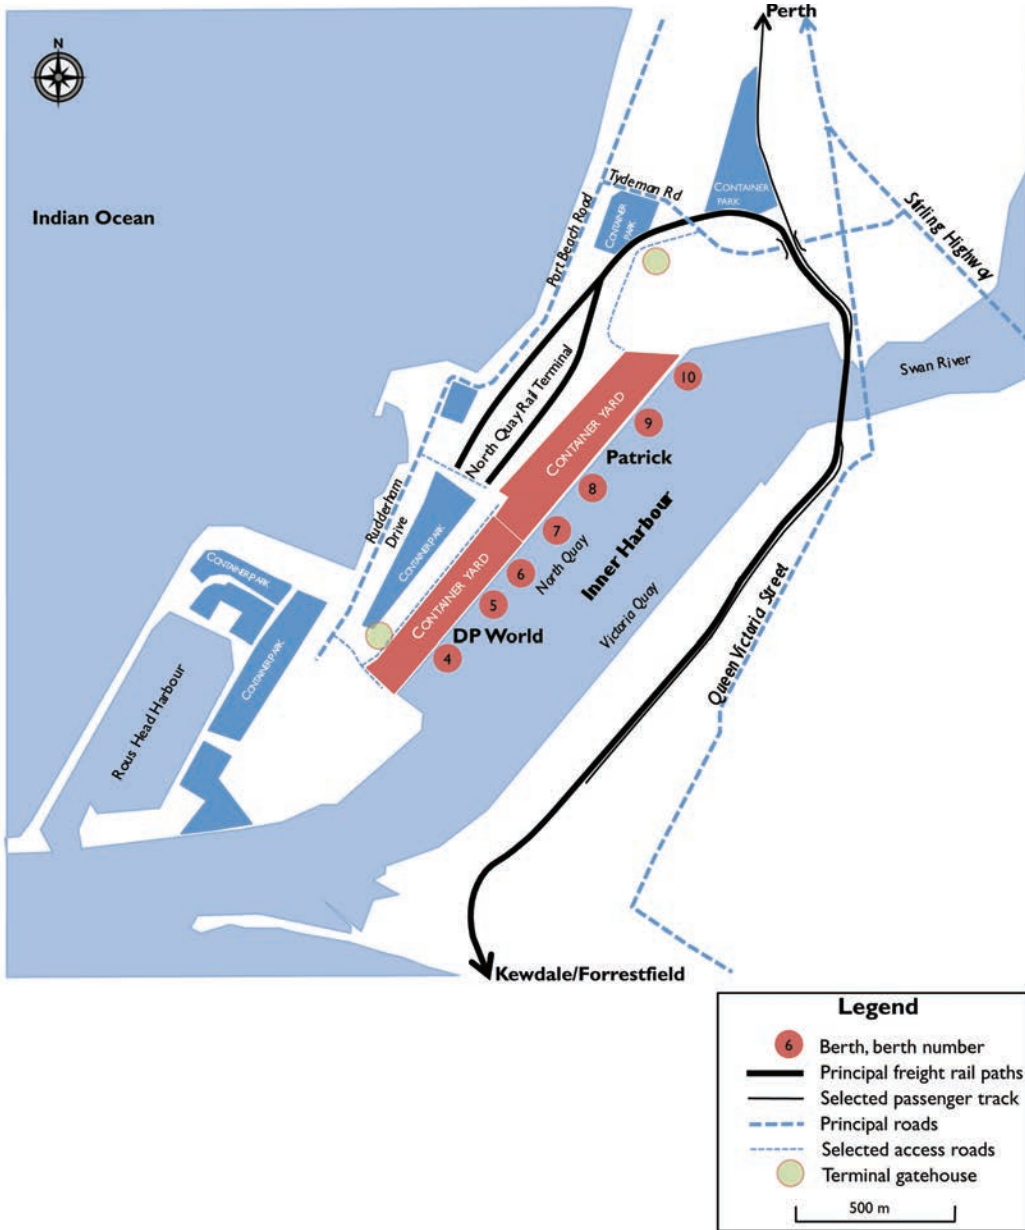 Perth
N
Indian Ocean
Tydeman Rd
CONTAINER
PARK
CONTAINER
PARK
Port Beach Road
Stirling Highway
Swan River
North Quay Rail Terminal
10
CONTAINER YARD
9
Patrick
8
Rudderham
Drive
CONTAINER PARK
7
North Quay
Inner Harbour
6
CONTAINER YARD
5
DP World
Victoria Quay
4
CONTAINER PARK
CONTAINER PARK
Queen Victoria Street
Rous Head Harbour
Kewdale/Forrestfield
Legend
6 Berth, berth number
Principal freight rail paths
Selected passenger track
Principal roads
Selected access roads
Terminal gatehouse
500 m